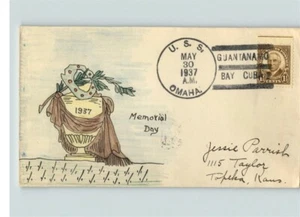 U. S. S.
MAY
30
1937
A.M.
OMAHA.
GUANTANAMO
BAY CUBA
1937
Memorial
Day
Jessie Parrish
1115 Taylor
Topeka, Kans.